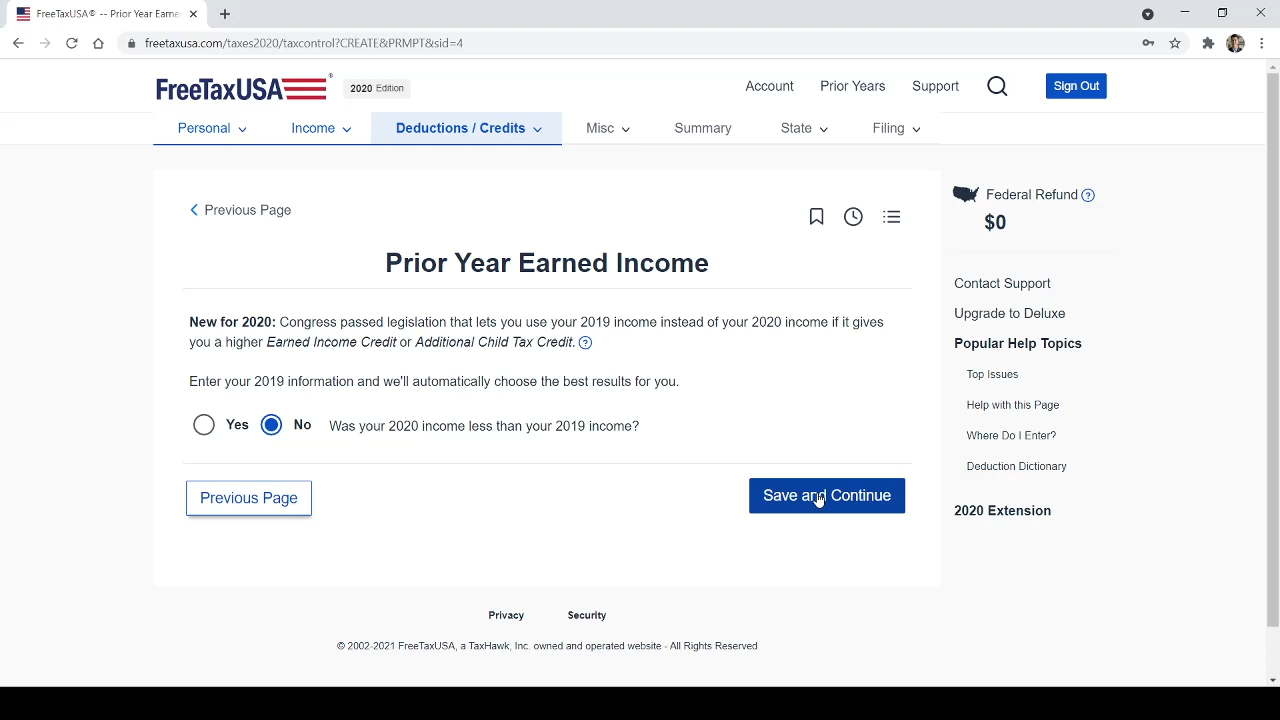 FreeTaxUSA® -- Prior Year Earne
freetaxusa.com/taxes2020/taxcontrol?CREATE&PRMPT&sid=4
FreeTaxUSA® 2020 Edition Account Prior Years Support Sign Out
Personal Income Deductions / Credits Misc Summary State Filing
Previous Page
Prior Year Earned Income
New for 2020: Congress passed legislation that lets you use your 2019 income instead of your 2020 income if it gives
you a higher Earned Income Credit or Additional Child Tax Credit. ?
Enter your 2019 information and we'll automatically choose the best results for you.
Yes No Was your 2020 income less than your 2019 income?
Previous Page Save and Continue
Federal Refund ?
$0
Contact Support
Upgrade to Deluxe
Popular Help Topics
Top Issues
Help with this Page
Where Do I Enter?
Deduction Dictionary
2020 Extension
Privacy Security
© 2002-2021 FreeTaxUSA, a TaxHawk, Inc. owned and operated website - All Rights Reserved